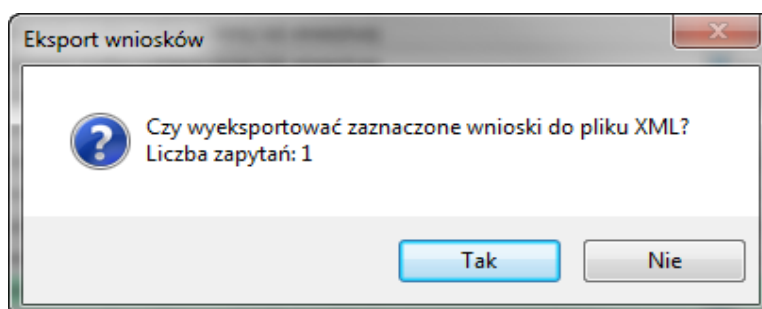 Eksport wniosków
Czy wyeksportować zaznaczone wnioski do pliku XML?
Liczba zapytań: 1
Tak
Nie